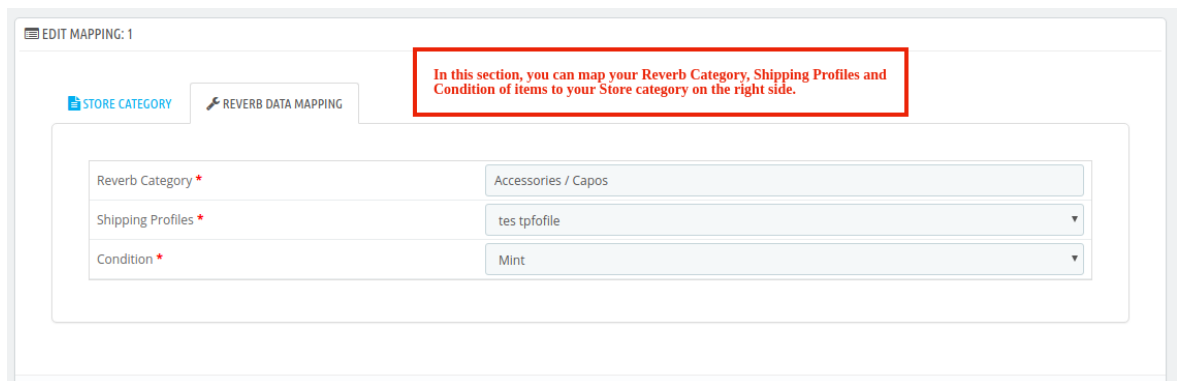 EDIT MAPPING: 1
In this section, you can map your Reverb Category, Shipping Profiles and
Condition of items to your Store category on the right side.
STORE CATEGORY
REVERB DATA MAPPING
Reverb Category *
Accessories / Capos
Shipping Profiles *
tes tpfofile
Condition *
Mint